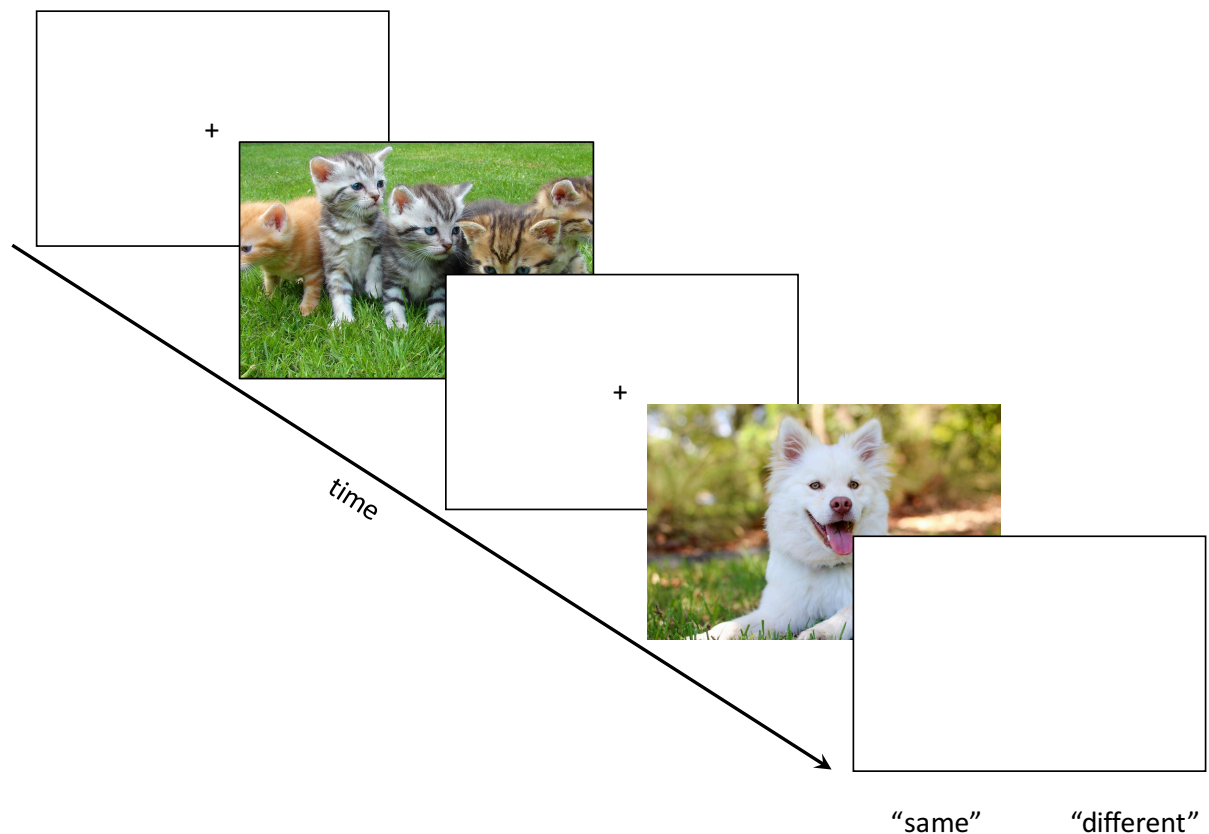 +
+
time
“same” “different”